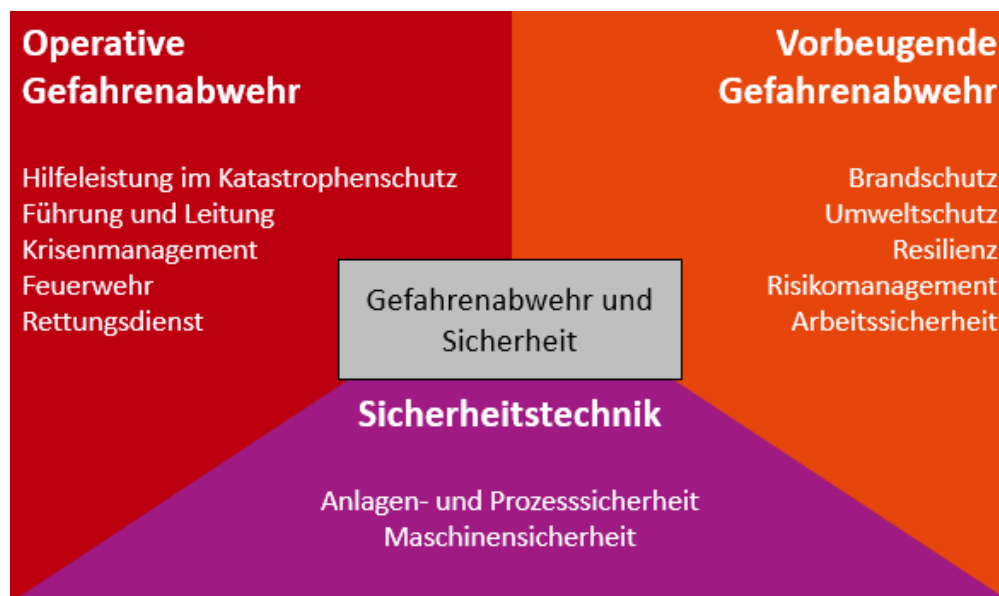 Operative
Gefahrenabwehr
Hilfeleistung im Katastrophenschutz
Führung und Leitung
Krisenmanagement
Feuerwehr
Rettungsdienst
Vorbeugende
Gefahrenabwehr
Brandschutz
Umweltschutz
Resilienz
Risikomanagement
Arbeitssicherheit
Gefahrenabwehr und
Sicherheit
Sicherheitstechnik
Anlagen- und Prozesssicherheit
Maschinensicherheit